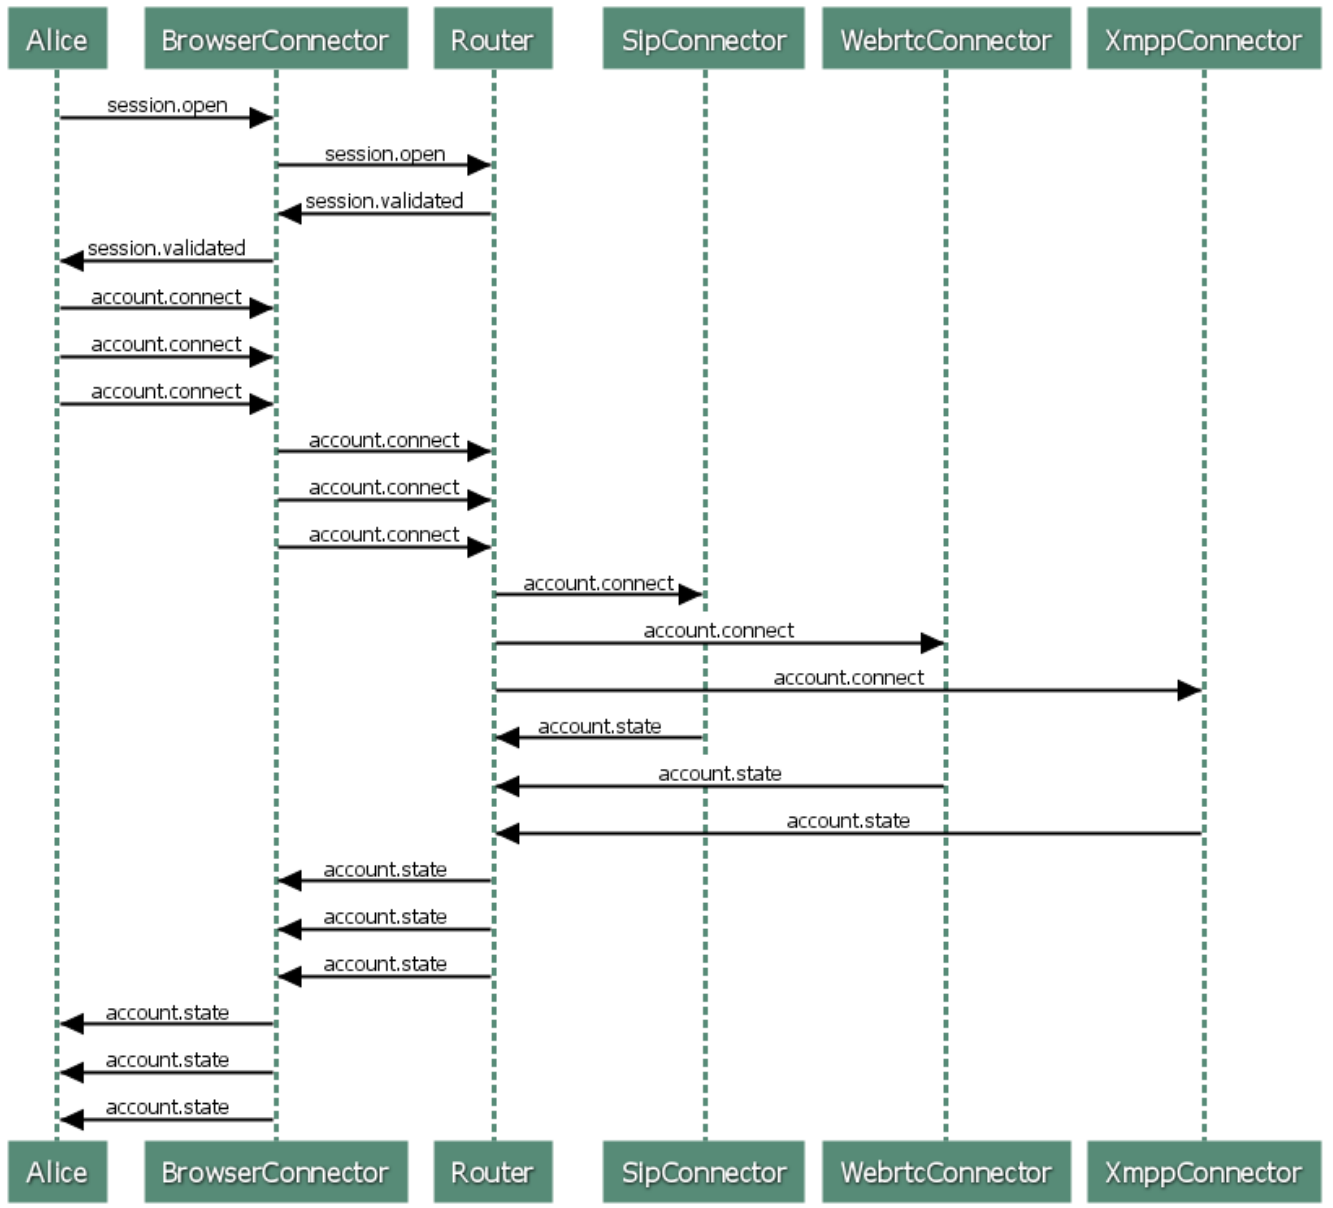 Alice BrowserConnector Router SipConnector WebrtcConnector XmppConnector
session.open
session.open
session.validated
session.validated
account.connect
account.connect
account.connect
account.connect
account.connect
account.connect
account.connect
account.connect
account.connect
account.state
account.state
account.state
account.state
account.state
account.state
account.state
account.state
account.state
Alice BrowserConnector Router SipConnector WebrtcConnector XmppConnector